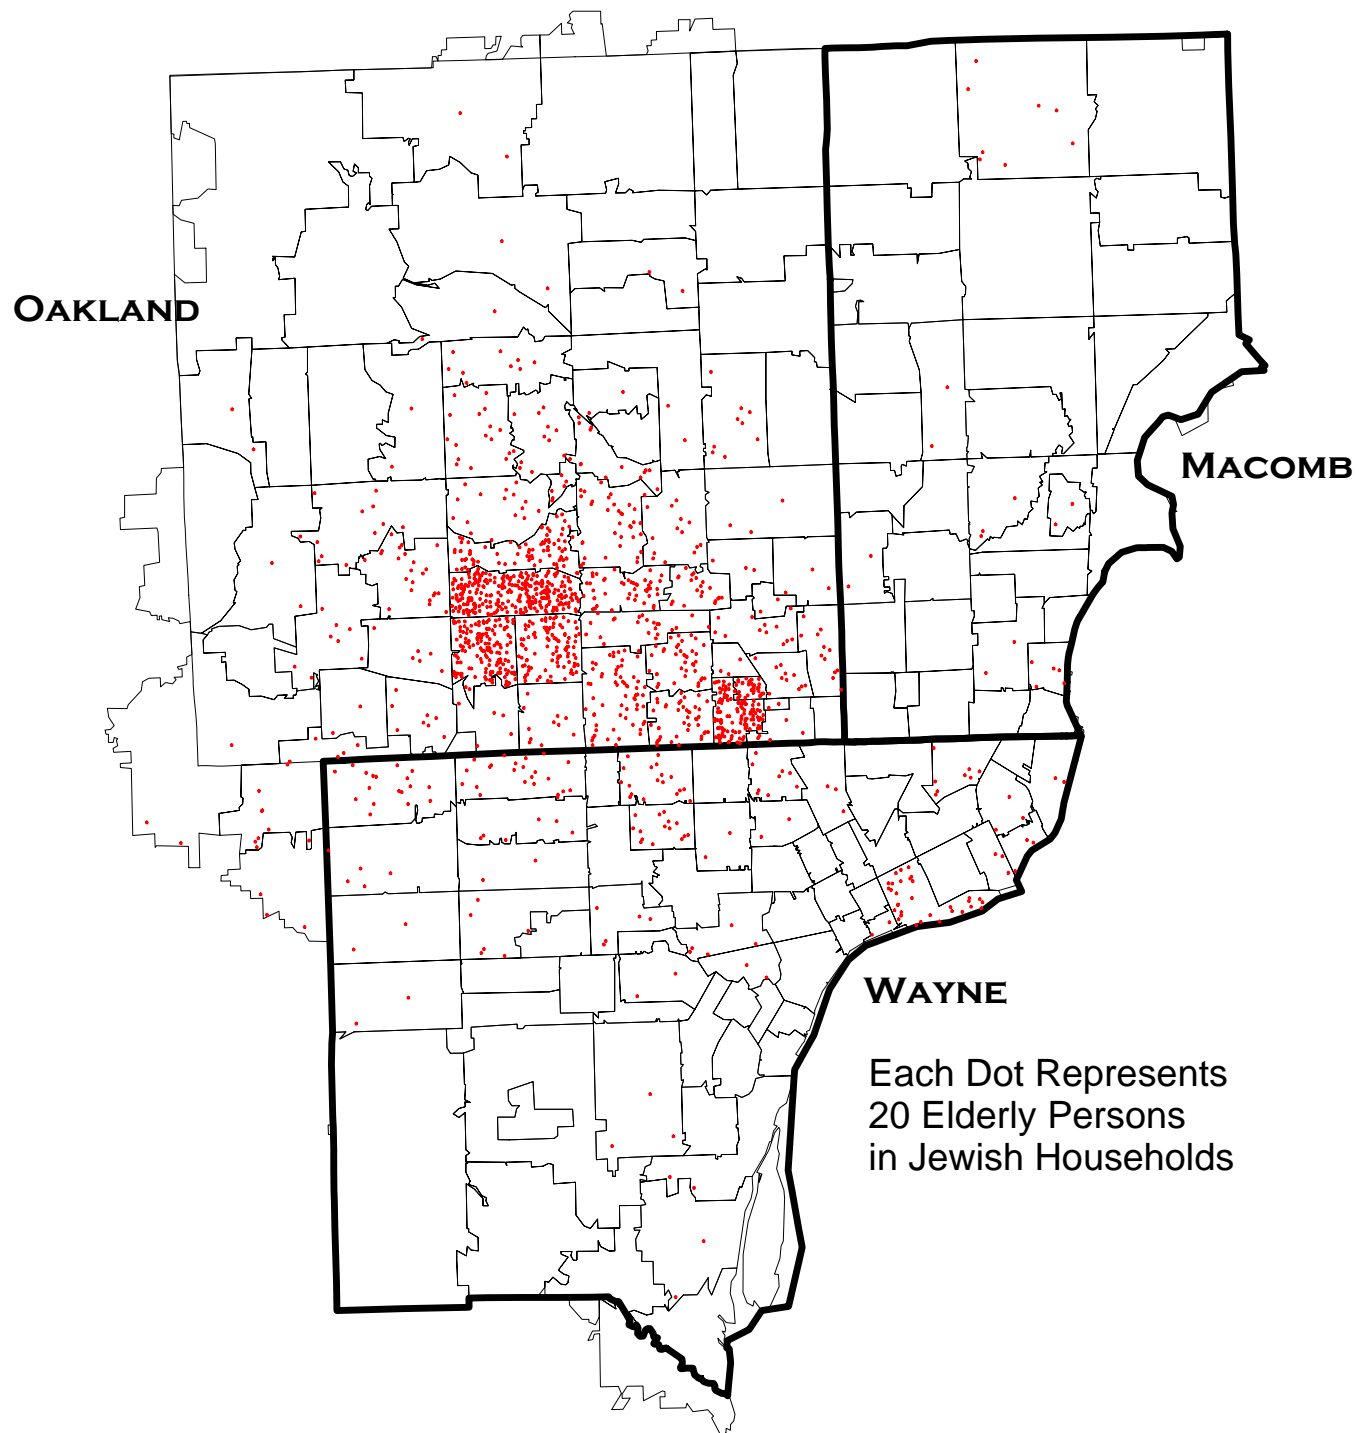 OAKLAND
MACOMB
WAYNE
Each Dot Represents
20 Elderly Persons
in Jewish Households